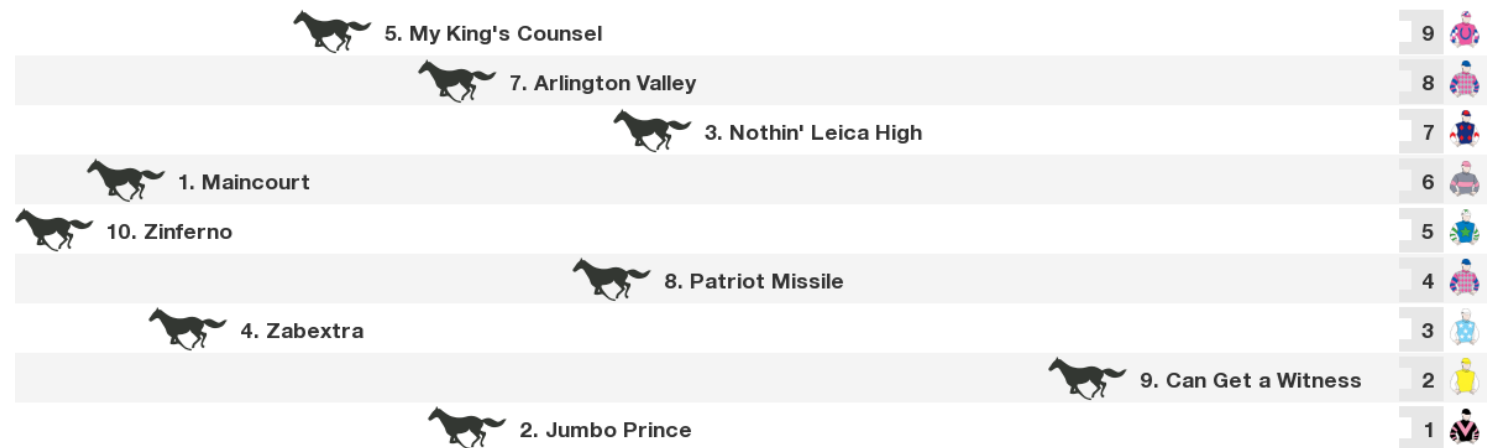 5. My King's Counsel 9
7. Arlington Valley 8
3. Nothin' Leica High 7
1. Maincourt 6
10. Zinferno 5
8. Patriot Missile 4
4. Zabextra 3
9. Can Get a Witness 2
2. Jumbo Prince 1